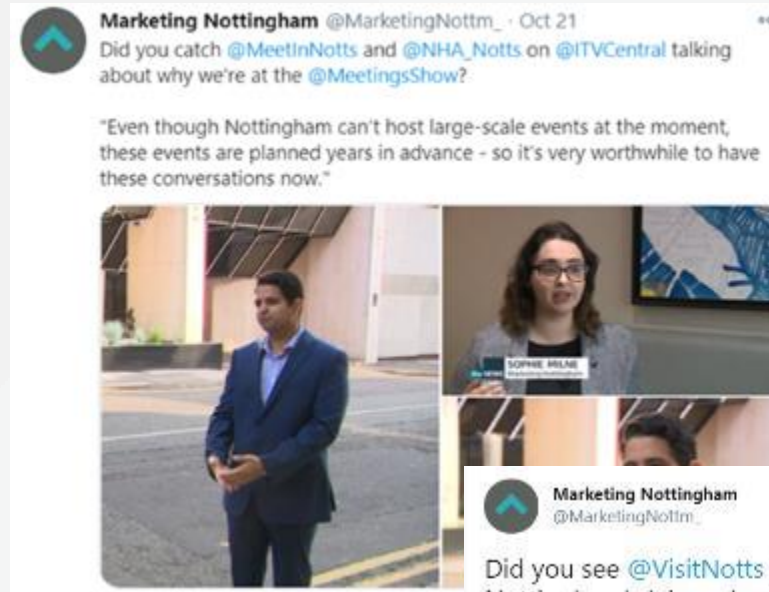 Marketing Nottingham @MarketingNottm_ · Oct 21
Did you catch @MeetInNotts and @NHA_Notts on @ITVCentral talking
about why we're at the @MeetingsShow?
"Even though Nottingham can't host large-scale events at the moment,
these events are planned years in advance - so it's very worthwhile to have
these conversations now."
SOPHIE MILNE
Marketing Nottingham
Marketing Nottingham
@MarketingNottm_
Did you see @VisitNotts